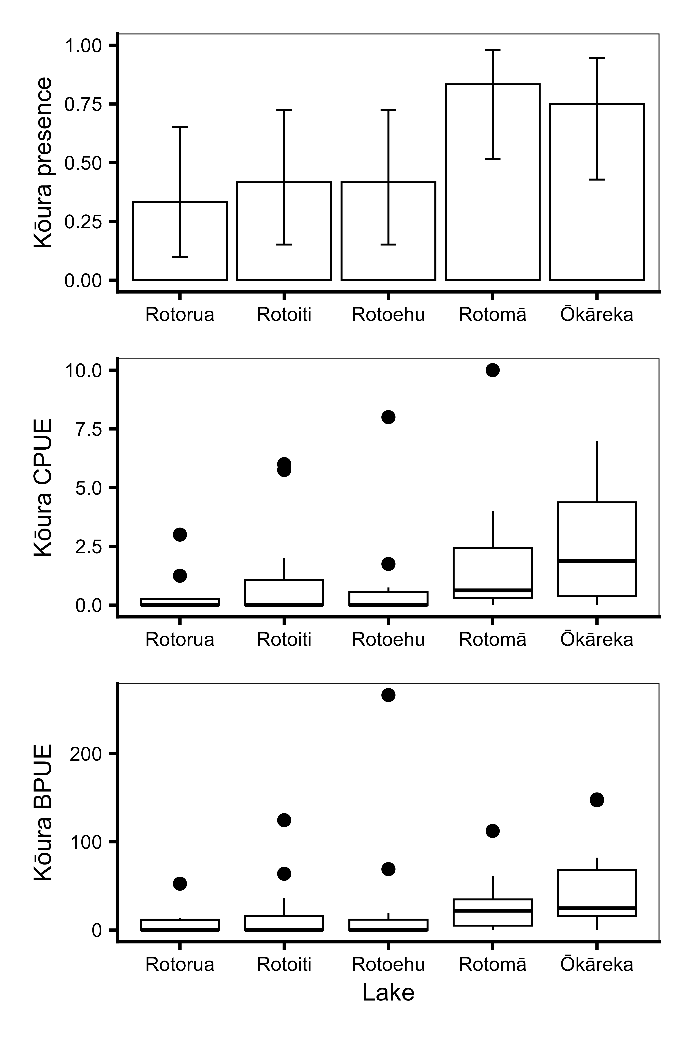 Kōura presence
1.00
0.75
0.50
0.25
0.00
Rotorua Rotoiti Rotoehu Rotomā Ōkāreka
Kōura CPUE
10.0
7.5
5.0
2.5
0.0
Rotorua Rotoiti Rotoehu Rotomā Ōkāreka
Kōura BPUE
200
100
0
Rotorua Rotoiti Rotoehu Rotomā Ōkāreka
Lake